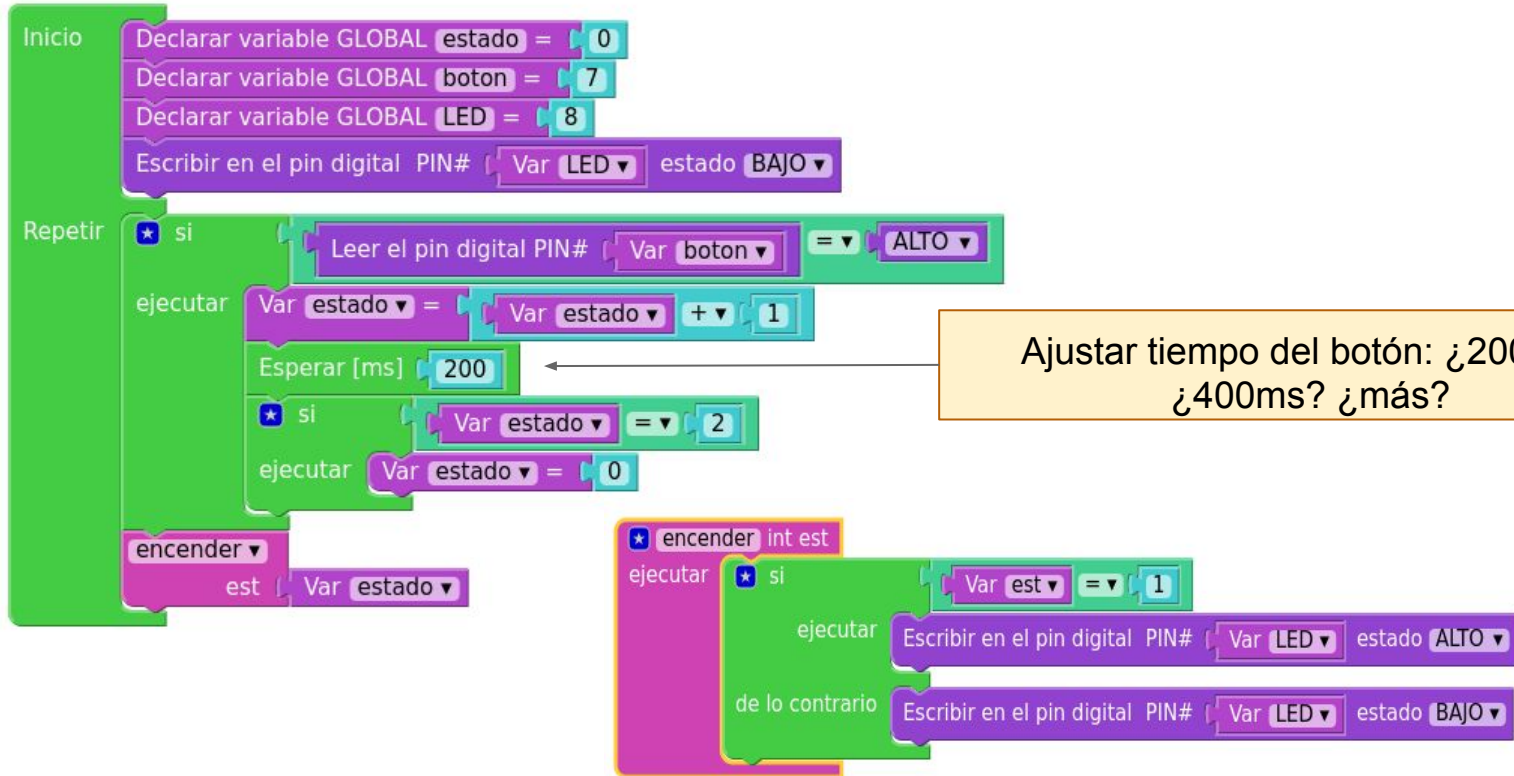 Inicio
Declarar variable GLOBAL estado = 0
Declarar variable GLOBAL boton = 7
Declarar variable GLOBAL LED = 8
Escribir en el pin digital PIN# Var LED estado BAJO
Repetir
si Leer el pin digital PIN# Var boton = ALTO
ejecutar Var estado = Var estado + 1
Esperar [ms] 200
si Var estado = 2
ejecutar Var estado = 0
encender
est Var estado
Ajustar tiempo del botón:
¿400ms? ¿más?
encender int est
ejecutar si Var est = 1
ejecutar Escribir en el pin digital PIN# Var LED estado ALTO
de lo contrario Escribir en el pin digital PIN# Var LED estado BAJO